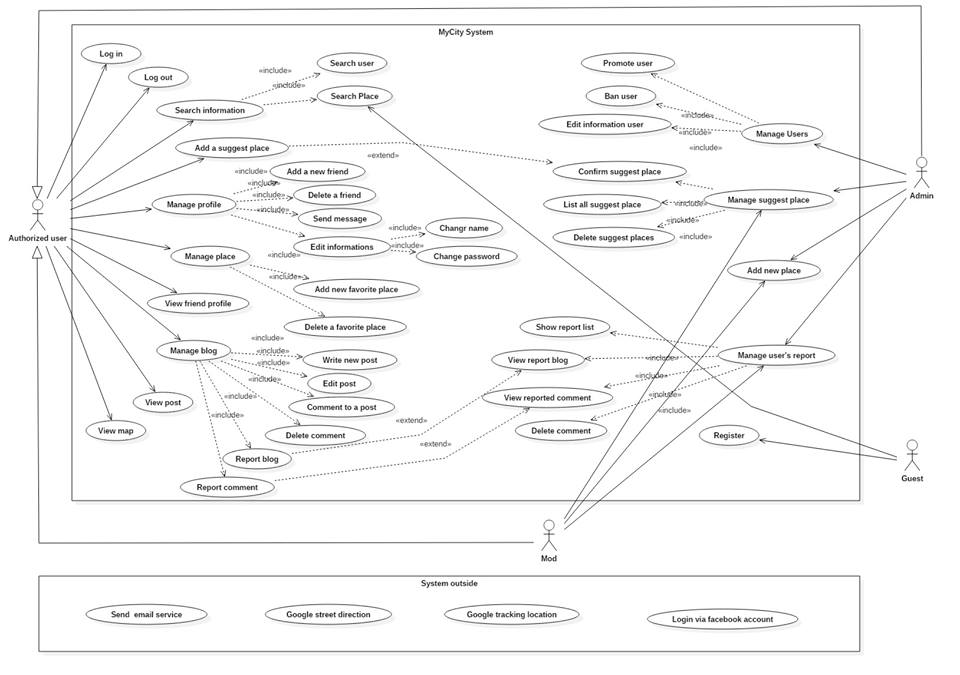 MyCity System
Log in
Log out
Search information
«include»
«include»
Search user
Search Place
Add a suggest place
«extend»
Manage profile
«include»
«include»
«include»
«include»
Add a new friend
Delete a friend
Send message
Edit informations
«include»
«include»
Changr name
Change password
Manage place
«include»
Add new favorite place
Delete a favorite place
View friend profile
Manage blog
«include»
«include»
«include»
«include»
«include»
«include»
Write new post
Edit post
Comment to a post
Delete comment
Report blog
Report comment
«extend»
«extend»
View post
View map
Promote user
Ban user
Edit information user
«include»
«include»
«include»
Manage Users
Confirm suggest place
List all suggest place
Delete suggest places
«include»
«include»
«include»
Manage suggest place
Add new place
Show report list
View report blog
View reported comment
Delete comment
«include»
«include»
«include»
«include»
Manage user's report
Register
Authorized user
Admin
Guest
Mod
System outside
Send email service
Google street direction
Google tracking location
Login via facebook account